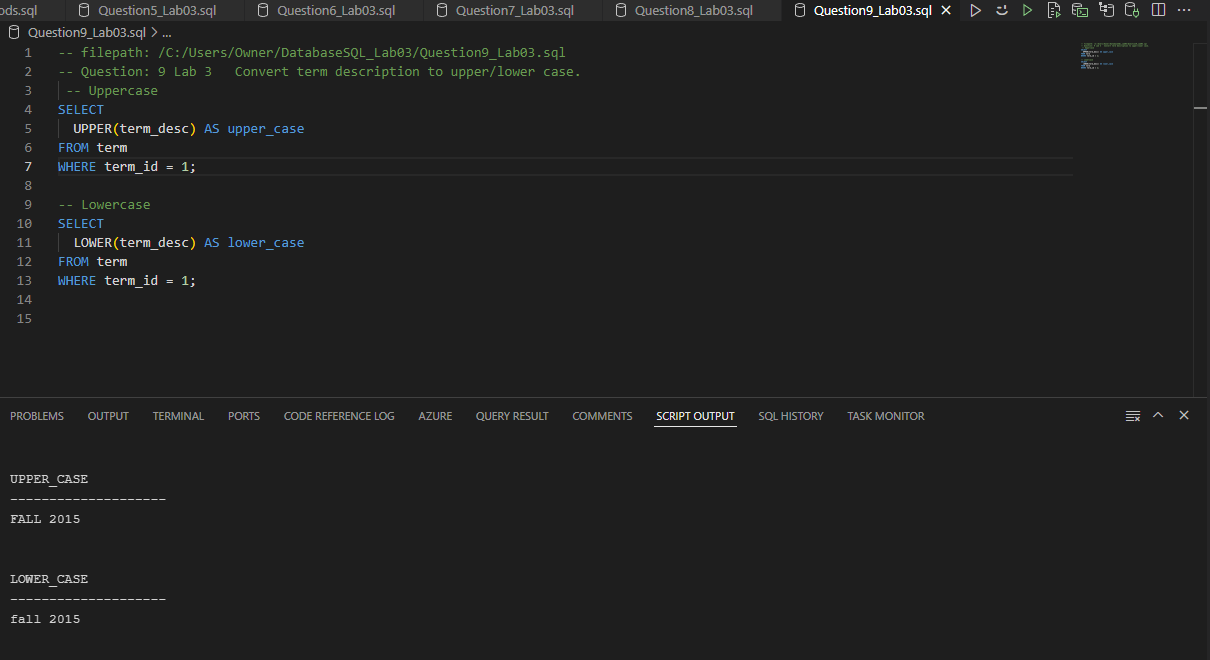 ods.sql Question5_Lab03.sql Question6_Lab03.sql Question7_Lab03.sql Question8_Lab03.sql Question9_Lab03.sql
Question9_Lab03.sql > ...
1 -- filepath: /C:/Users/Owner/DatabaseSQL_Lab03/Question9_Lab03.sql
2 -- Question: 9 Lab 3   Convert term description to upper/lower case.
3 -- Uppercase
4 SELECT
5 UPPER(term_desc) AS upper_case
6 FROM term
7 WHERE term_id = 1;
8
9 -- Lowercase
10 SELECT
11 LOWER(term_desc) AS lower_case
12 FROM term
13 WHERE term_id = 1;
14
15
PROBLEMS OUTPUT TERMINAL PORTS CODE REFERENCE LOG AZURE QUERY RESULT COMMENTS SCRIPT OUTPUT SQL HISTORY TASK MONITOR
UPPER_CASE
--------------------
FALL 2015
LOWER_CASE
--------------------
fall 2015